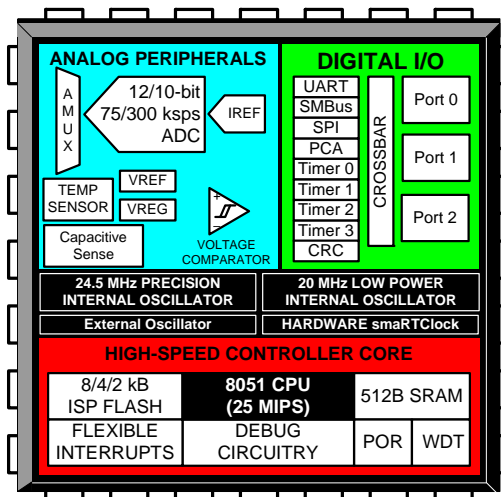 ANALOG PERIPHERALS
A
M
U
X
12/10-bit
75/300 ksps
ADC
IREF
TEMP
SENSOR
VREF
VREG
Capacitive
Sense
+
–
VOLTAGE
COMPARATOR
DIGITAL I/O
UART
SMBus
SPI
PCA
Timer 0
Timer 1
Timer 2
Timer 3
CRC
CROSSBAR
Port 0
Port 1
Port 2
24.5 MHz PRECISION
INTERNAL OSCILLATOR
20 MHz LOW POWER
INTERNAL OSCILLATOR
External Oscillator
HARDWARE smaRTClock
HIGH-SPEED CONTROLLER CORE
8/4/2 kB
ISP FLASH
8051 CPU
(25 MIPS)
512B SRAM
FLEXIBLE
INTERRUPTS
DEBUG
CIRCUITRY
POR
WDT